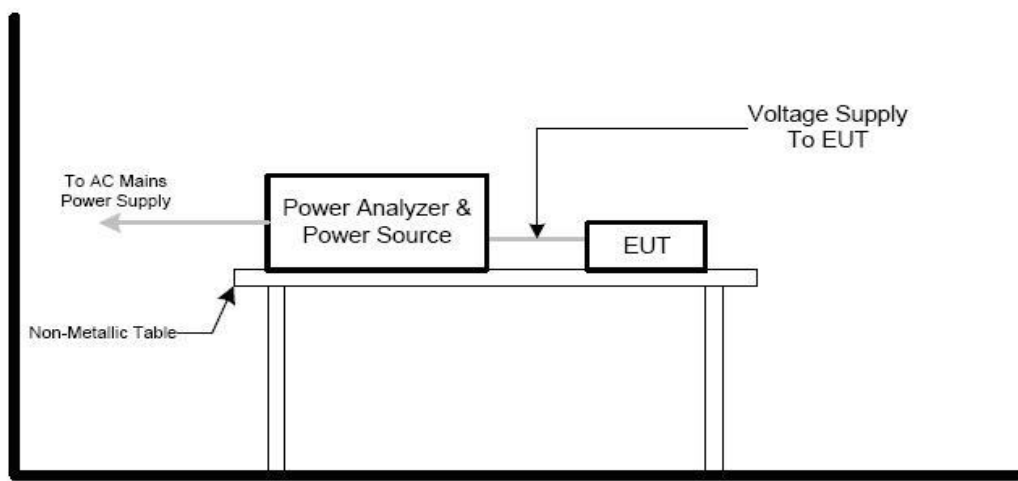 Voltage Supply
To EUT
To AC Mains
Power Supply
Power Analyzer &
Power Source
EUT
Non-Metallic Table